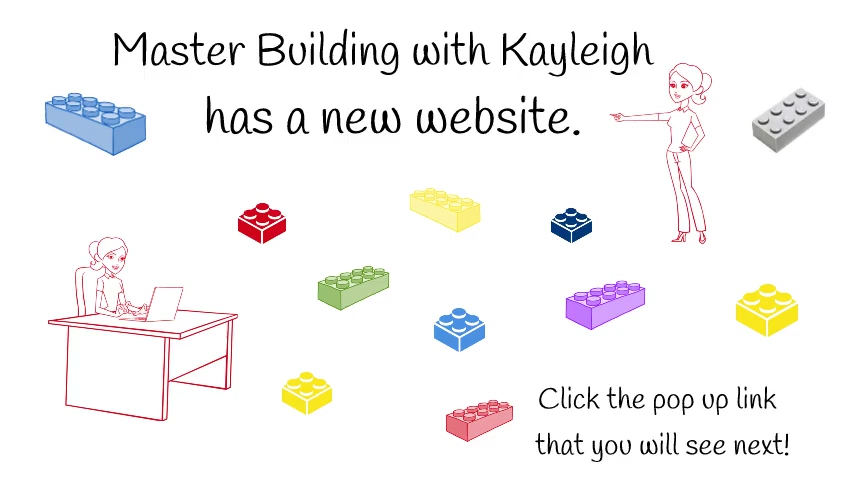 Master Building with Kayleigh
has a new website.
Click the pop up link
that you will see next!